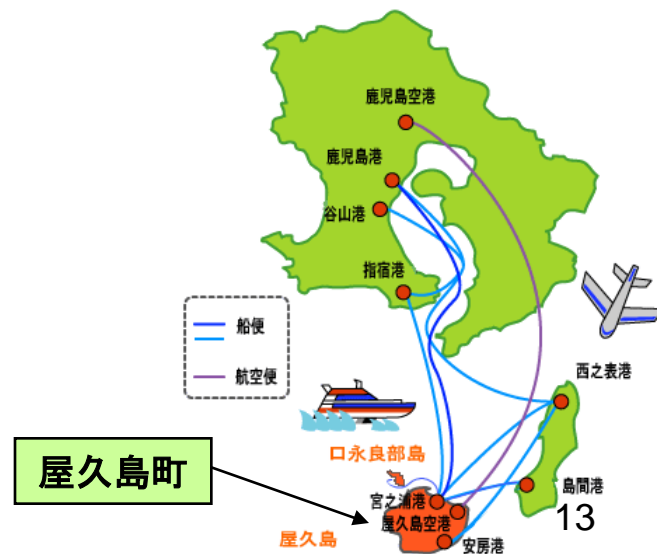 鹿児島空港
鹿児島港
谷山港
指宿港
船便
航空便
西之表港
口永良部島
屋久島町
宮之浦港
島間港
屋久島空港
13
屋久島
安房港